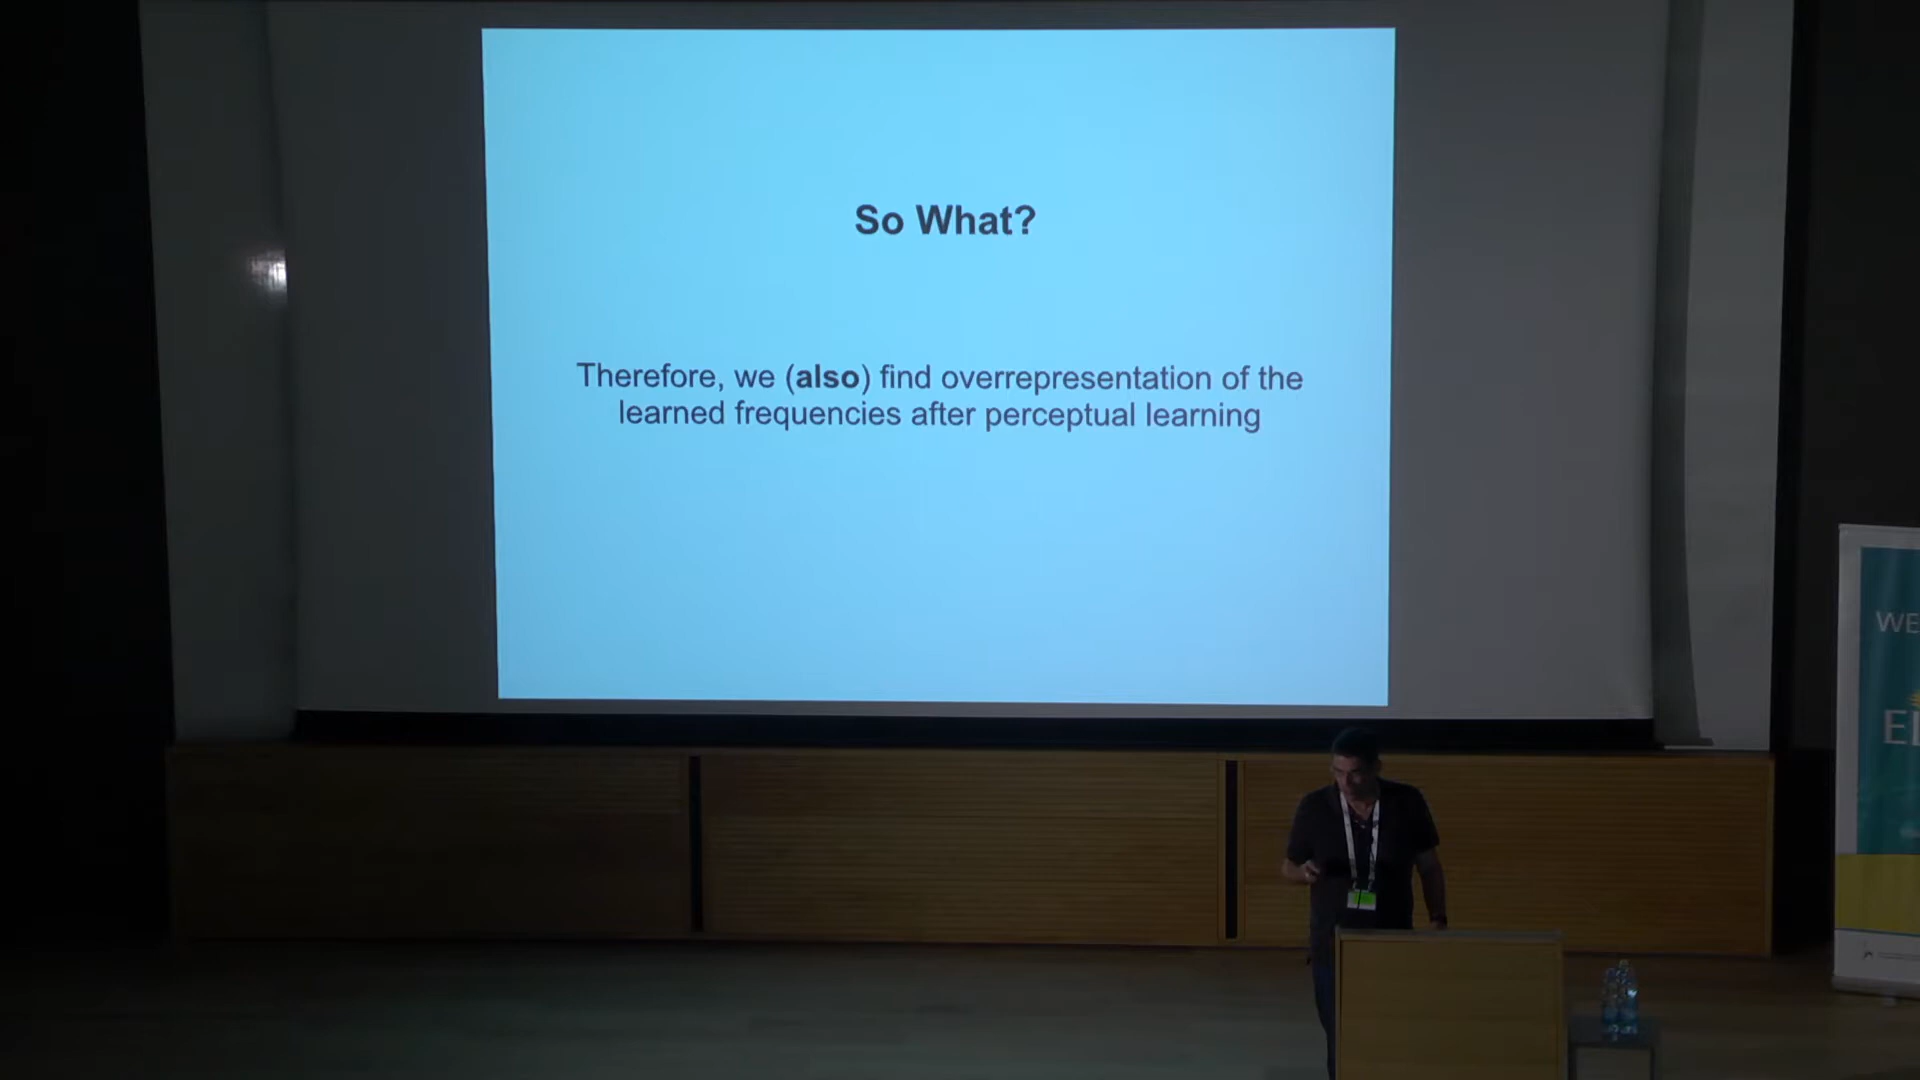 So What?
Therefore, we (also) find overrepresentation of the
learned frequencies after perceptual learning
WE